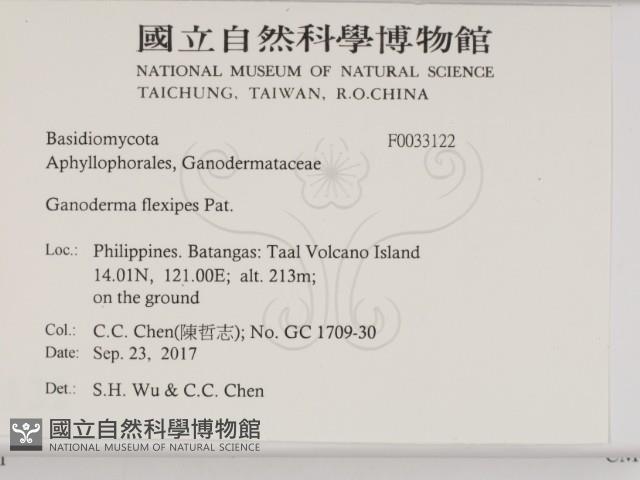 國立自然科學博物館
NATIONAL MUSEUM OF NATURAL SCIENCE
TAICHUNG, TAIWAN, R.O.CHINA
Basidiomycota F0033122
Aphyllophorales, Ganodermataceae
Ganoderma flexipes Pat.
Loc.: Philippines. Batangas: Taal Volcano Island
14.01N, 121.00E; alt. 213m;
on the ground
Col.: C.C. Chen(陳哲志); No. GC 1709-30
Date: Sep. 23, 2017
Det.: S.H. Wu & C.C. Chen
國立自然科學博物館
NATIONAL MUSEUM OF NATURAL SCIENCE